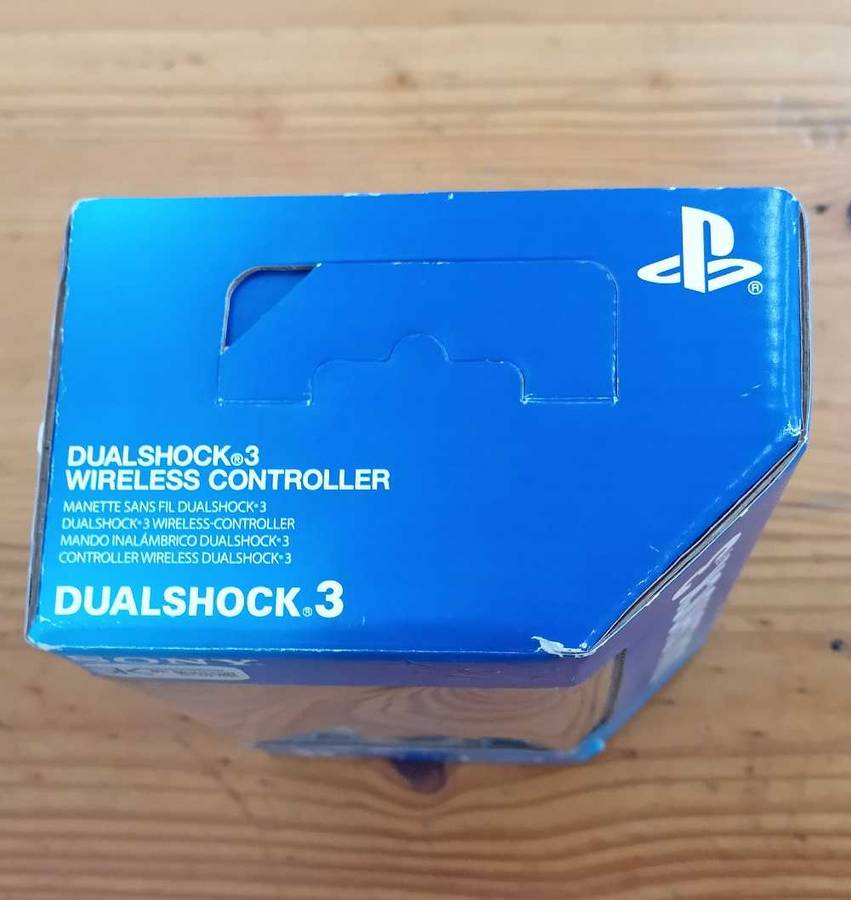 ®
DUALSHOCK®3
WIRELESS CONTROLLER
MANETTE SANS FIL DUALSHOCK®3
DUALSHOCK®3 WIRELESS-CONTROLLER
MANDO INALÁMBRICO DUALSHOCK®3
CONTROLLER WIRELESS DUALSHOCK®3
DUALSHOCK®3
SONY